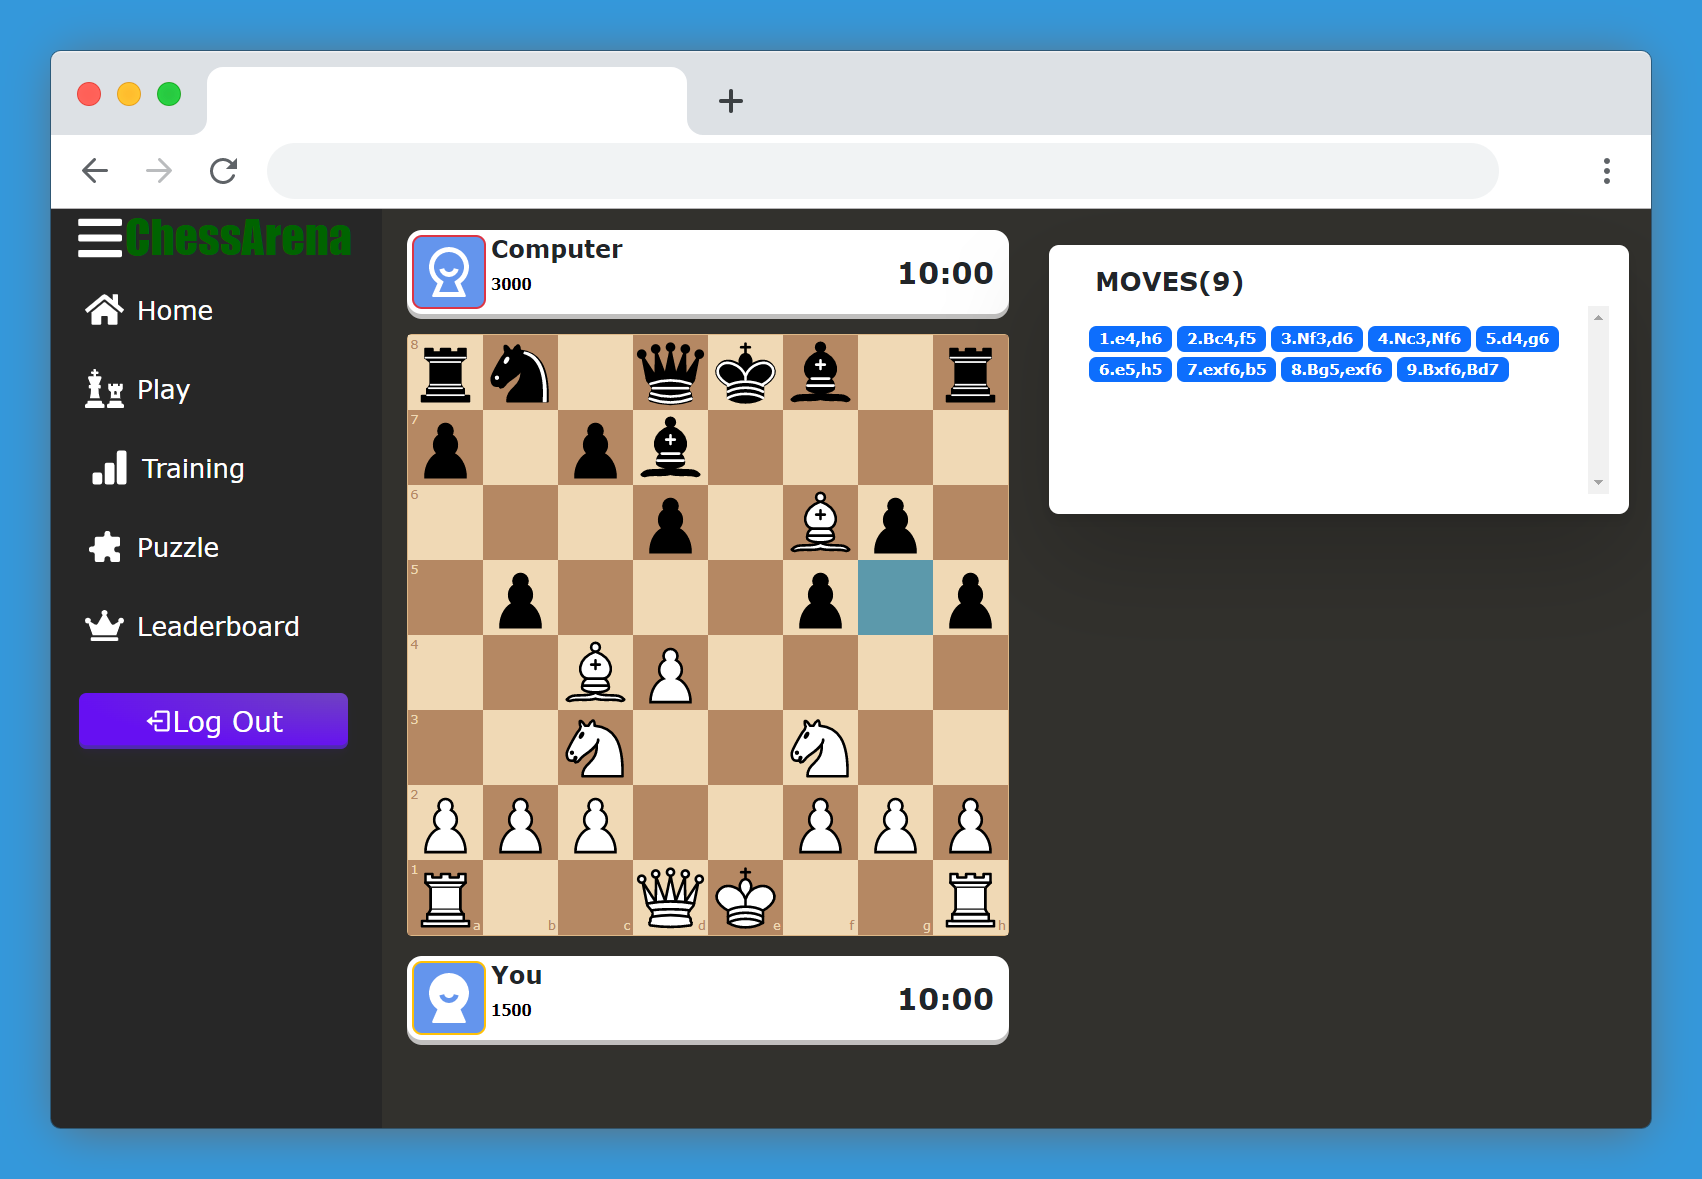 ChessArena
Home
Play
Training
Puzzle
Leaderboard
Log Out
Computer
3000
10:00
8
7
6
5
4
3
2
1
a b c d e f g h
You
1500
10:00
MOVES(9)
1.e4,h6 2.Bc4,f5 3.Nf3,d6 4.Nc3,Nf6 5.d4,g6
6.e5,h5 7.exf6,b5 8.Bg5,exf6 9.Bxf6,Bd7